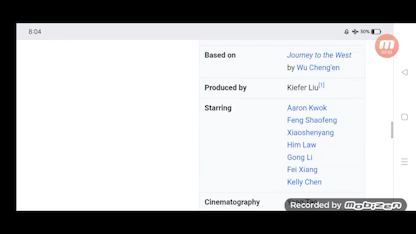 8:04
50%
Based on Journey to the West
by Wu Cheng'en
Produced by Kiefer Liu[1]
Starring Aaron Kwok
Feng Shaofeng
Xiaoshenyang
Him Law
Gong Li
Fei Xiang
Kelly Chen
Cinematography
Recorded by mobizen